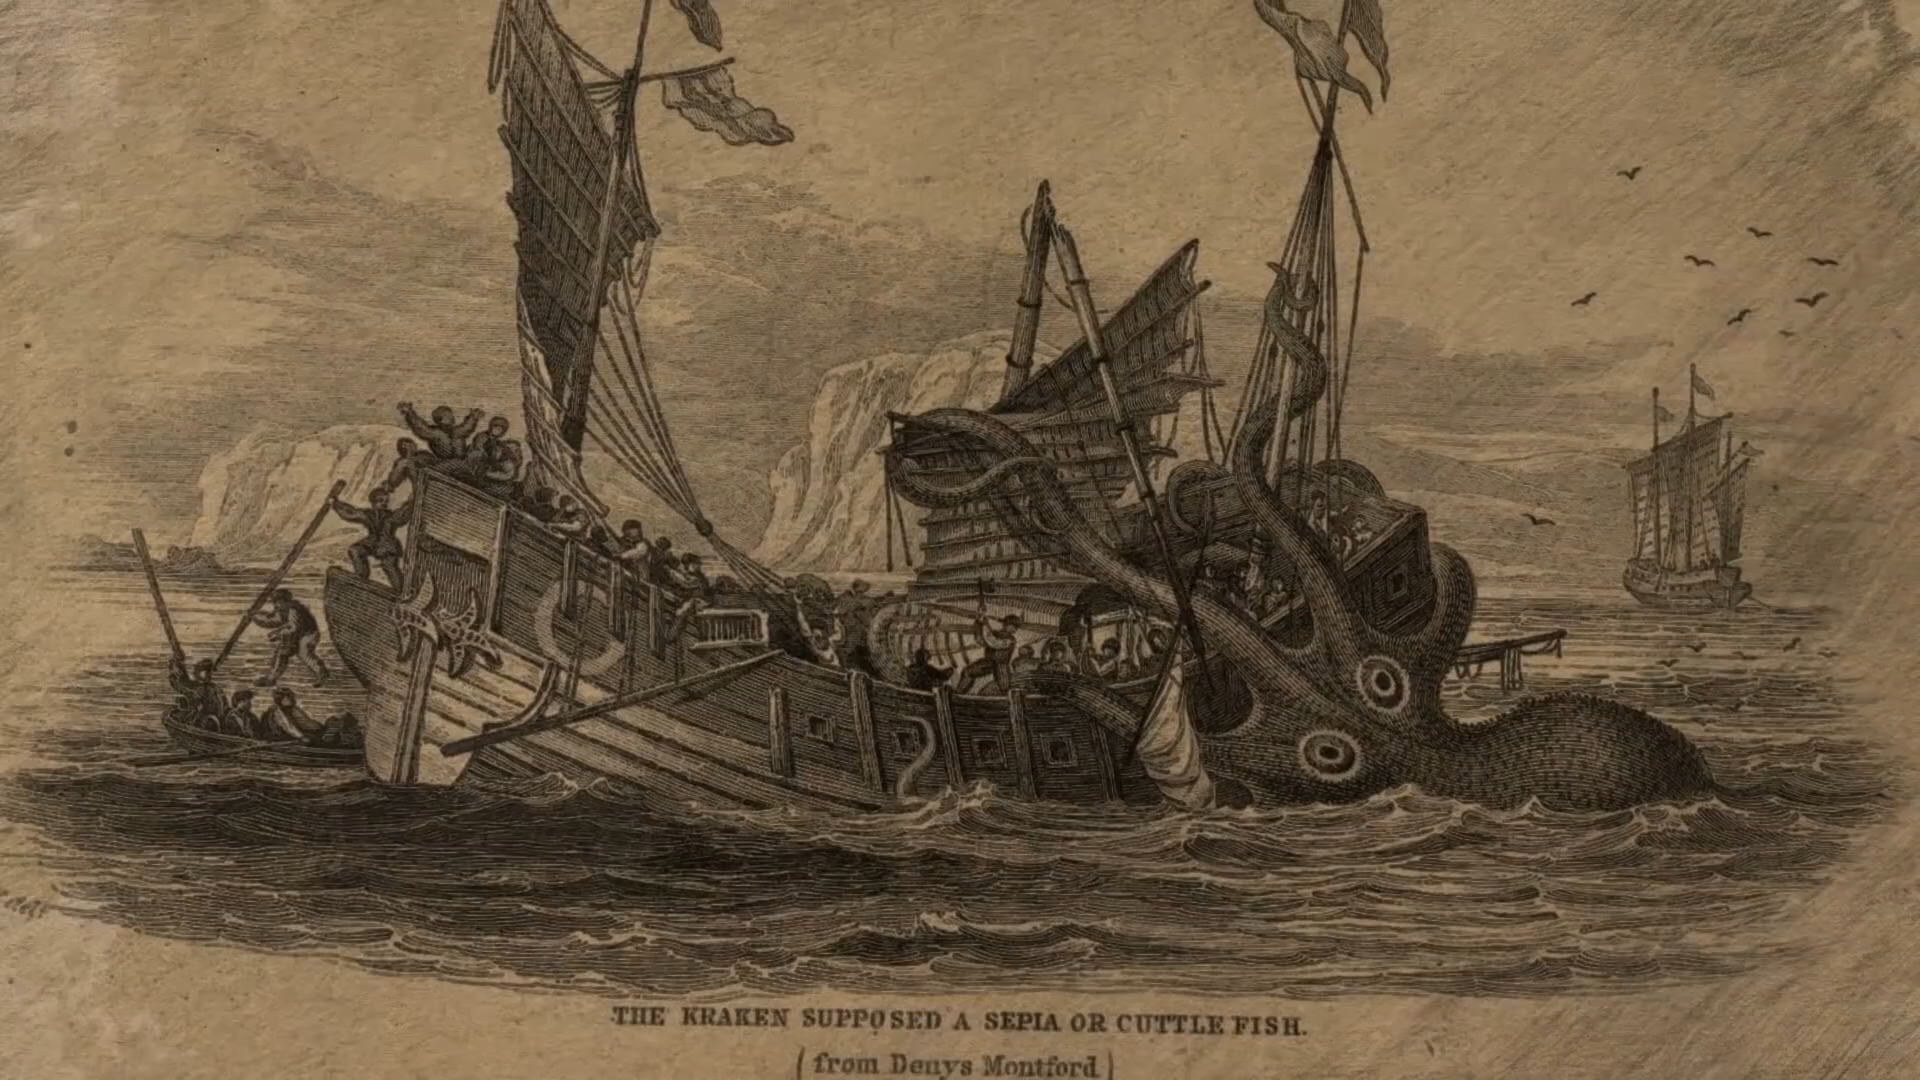 THE KRAKEN SUPPOSED A SEPIA OR CUTTLE FISH.
(from Denys Montford)